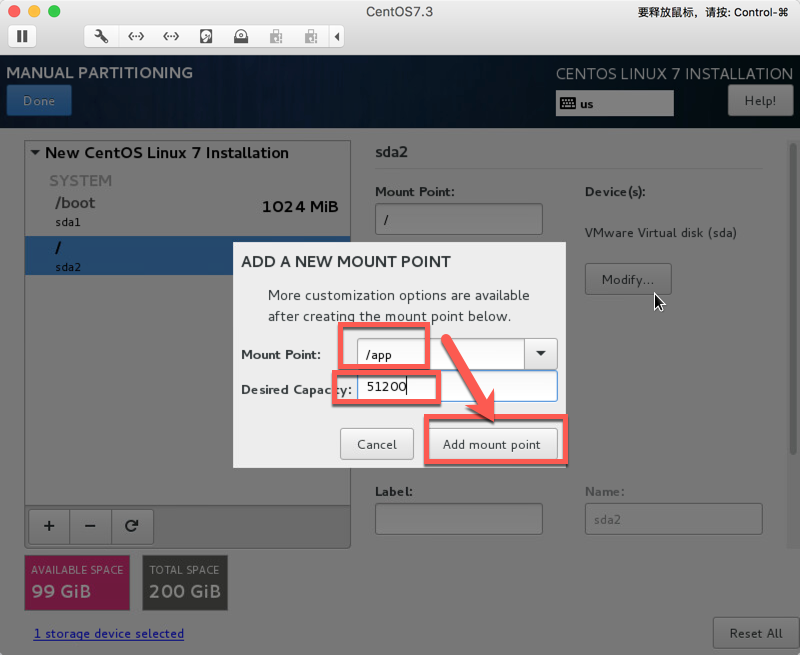 CentOS7.3
要释放鼠标，请按: Control-⌘
MANUAL PARTITIONING
CENTOS LINUX 7 INSTALLATION
Done
us
Help!
New CentOS Linux 7 Installation
SYSTEM
/boot
1024 MiB
sda1
/
sda2
sda2
Mount Point:
Device(s):
/
VMware Virtual disk (sda)
Modify...
ADD A NEW MOUNT POINT
More customization options are available
after creating the mount point below.
Mount Point:
/app
Desired Capacity:
51200
Cancel
Add mount point
Label:
Name:
sda2
+
−
AVAILABLE SPACE
99 GiB
TOTAL SPACE
200 GiB
1 storage device selected
Reset All